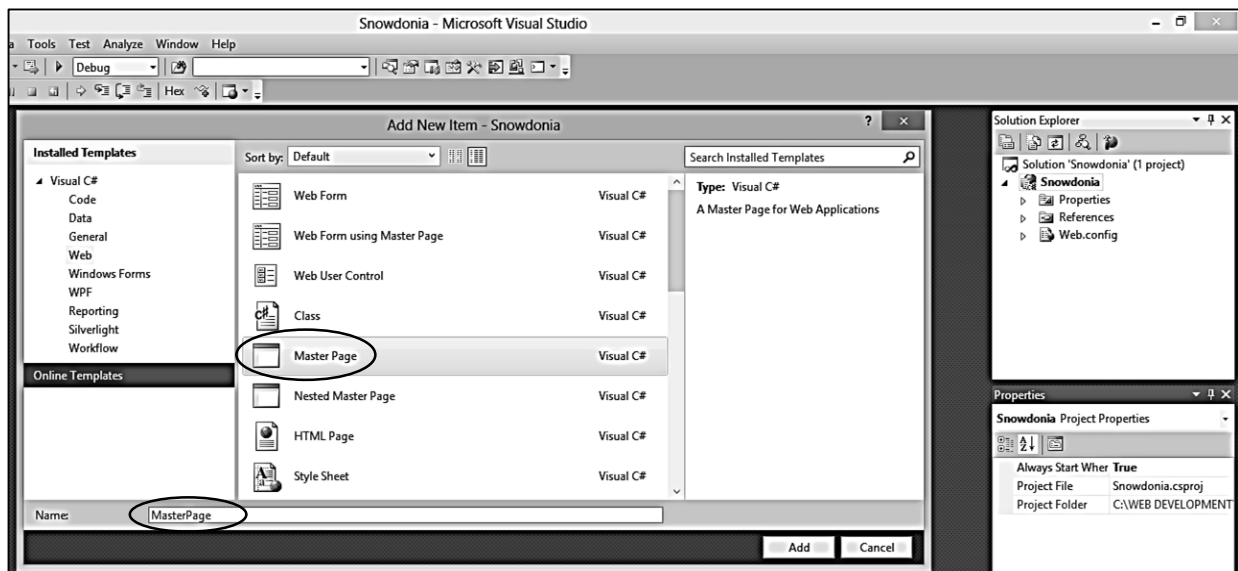 Snowdonia - Microsoft Visual Studio
Tools Test Analyze Window Help
Debug
Hex
Add New Item - Snowdonia
?
Installed Templates
Sort by: Default
Search Installed Templates
Visual C#
Code
Data
General
Web
Windows Forms
WPF
Reporting
Silverlight
Workflow
Online Templates
Web Form Visual C#
Web Form using Master Page Visual C#
Web User Control Visual C#
Class Visual C#
Master Page Visual C#
Nested Master Page Visual C#
HTML Page Visual C#
Style Sheet Visual C#
Type: Visual C#
A Master Page for Web Applications
Name: MasterPage
Add Cancel
Solution Explorer
Solution 'Snowdonia' (1 project)
Snowdonia
Properties
References
Web.config
Properties
Snowdonia Project Properties
Always Start Wher True
Project File Snowdonia.csproj
Project Folder C:\WEB DEVELOPMENT